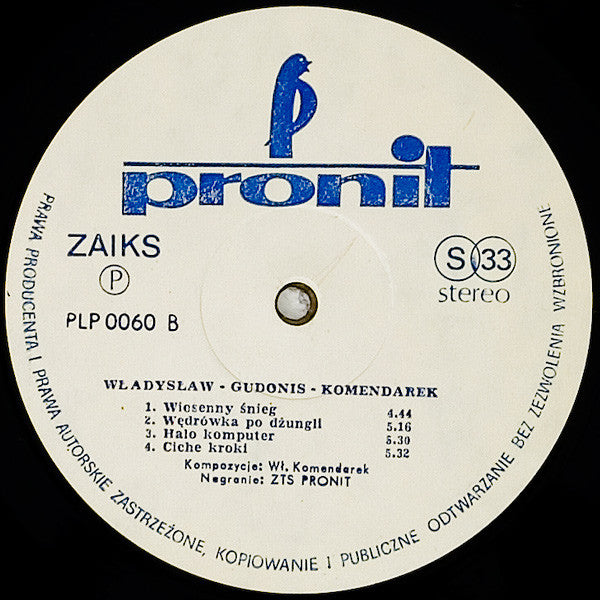 pronit
ZAIKS
P
PLP 0060 B
S 33
stereo
WŁADYSŁAW - GUDONIS - KOMENDAREK
1. Wiosenny śnieg 4.44
2. Wędrówka po dżungli 5.16
3. Halo komputer 5.30
4. Ciche kroki 5.32
Kompozycje: Wł. Komendarek
Nagranie: ZTS PRONIT
PRAWA PRODUCENTA I PRAWA AUTORSKIE ZASTRZEŻONE, KOPIOWANIE I PUBLICZNE ODTWARZANIE BEZ ZEZWOLENIA WZBRONIONE